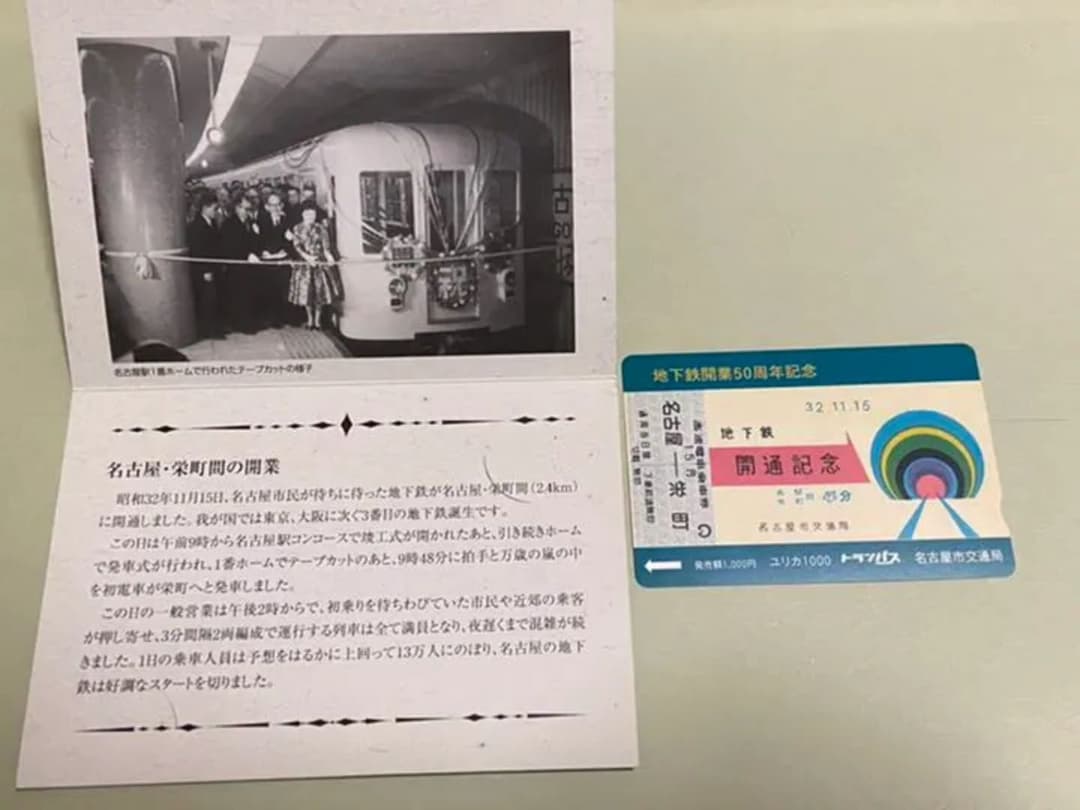 名古屋駅1番ホームで行われたテープカットの様子
名古屋・栄町間の開業
昭和32年11月15日、名古屋市民が待ちに待った地下鉄が名古屋・栄町間(2.4km)
に開通しました。我が国では東京、大阪に次ぐ3番目の地下鉄誕生です。
この日は午前9時から名古屋駅コンコースで竣工式が開かれたあと、引き続きホーム
で発車式が行われ、1番ホームでテープカットのあと、9時48分に拍手と万歳の嵐の中
を初電車が栄町へと発車しました。
この日の一般営業は午後2時からで、初乗りを待ちわびていた市民や近郊の乗客
が押し寄せ、3分間隔2両編成で運行する列車は全て満員となり、夜遅くまで混雑が続
きました。1日の乗車人員は予想をはるかに上回って13万人にのぼり、名古屋の地下
鉄は好調なスタートを切りました。
地下鉄開業50周年記念
32.11.15
地下鉄
開通記念
名古屋市交通局
名古屋―栄町
15円
発売額1,000円 ユリカ1000 トランパス 名古屋市交通局